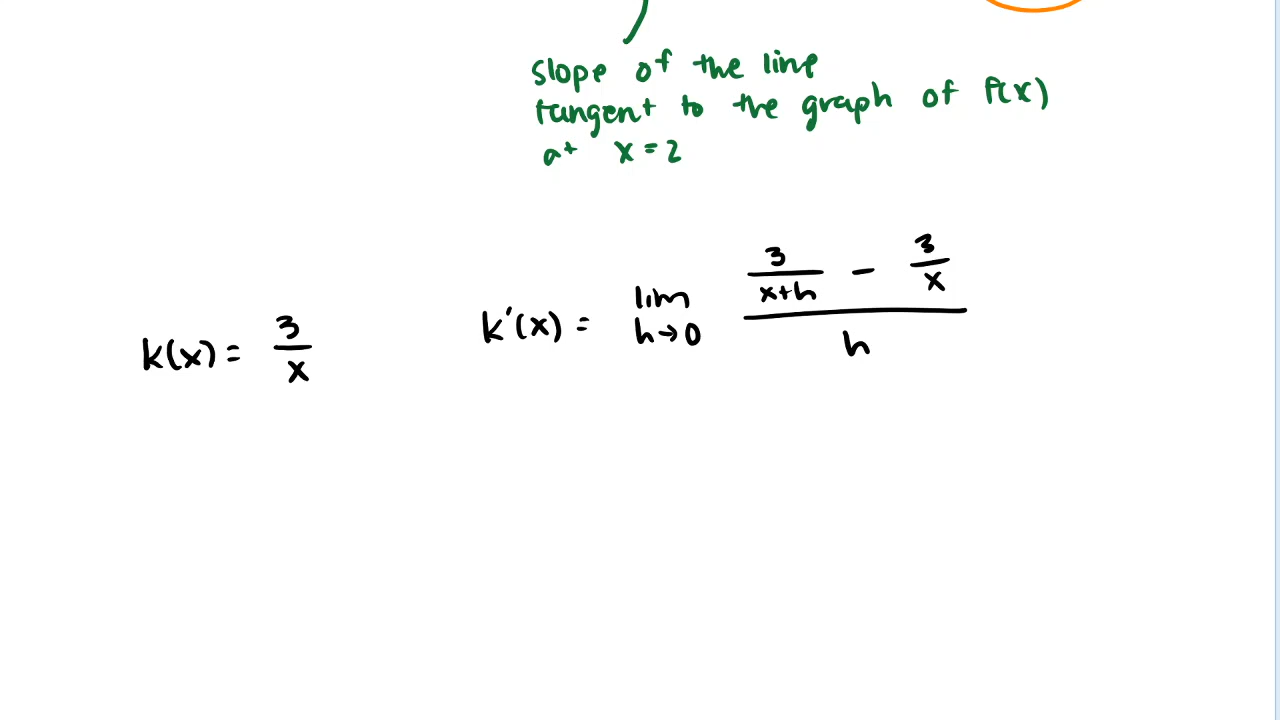 slope of the line
tangent to the graph of f(x)
at x = 2
k(x) = 3/x
k'(x) = lim h→0 (3/(x+h) - 3/x)/h